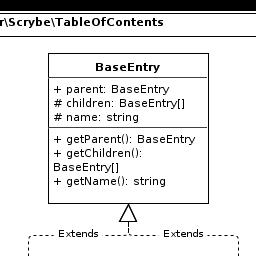 r\Scrybe\TableOfContents
BaseEntry
+ parent: BaseEntry
# children: BaseEntry[]
# name: string
+ getParent(): BaseEntry
+ getChildren():
BaseEntry[]
+ getName(): string
Extends Extends